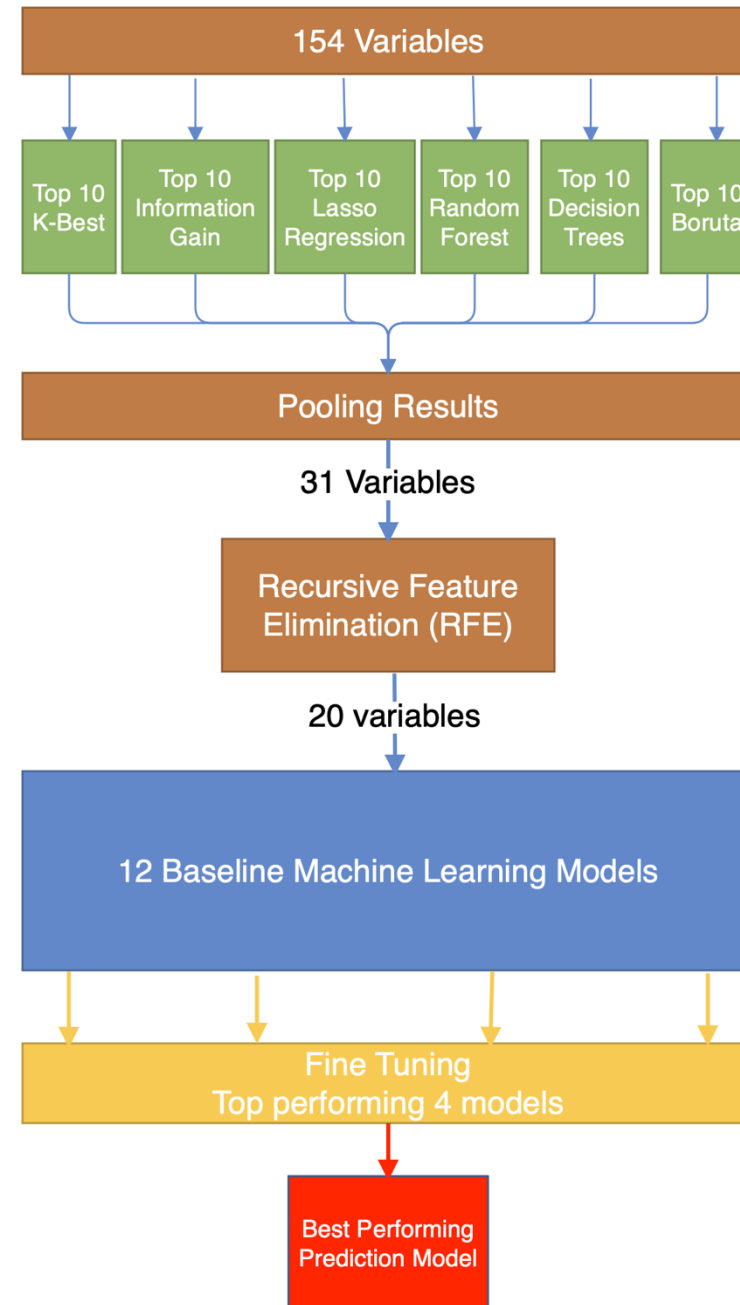 154 Variables
Top 10
K-Best
Top 10
Information
Gain
Top 10
Lasso
Regression
Top 10
Random
Forest
Top 10
Decision
Trees
Top 10
Boruta
Pooling Results
31 Variables
Recursive Feature
Elimination (RFE)
20 variables
12 Baseline Machine Learning Models
Fine Tuning
Top performing 4 models
Best Performing
Prediction Model